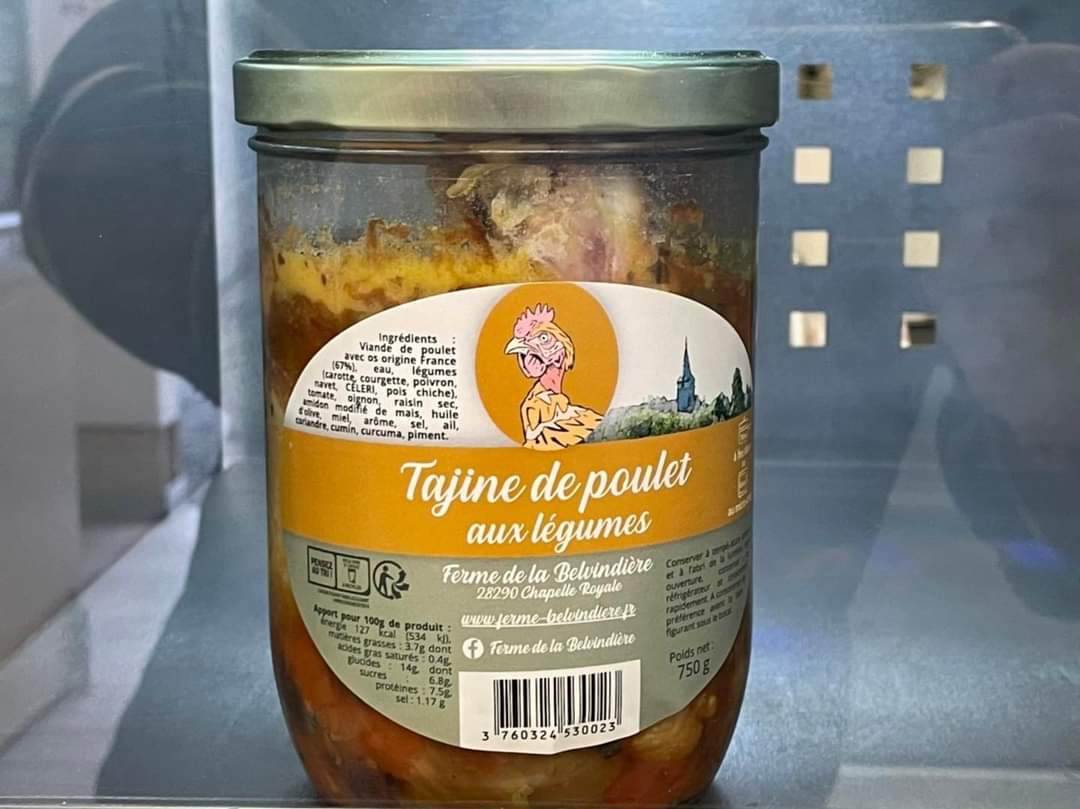 Ingrédients :
Viande de poulet
avec os origine France
(67%), eau, légumes
(carotte, courgette, poivron,
navet, CÉLERI, pois chiche),
tomate, oignon, raisin sec,
amidon modifié de mais, huile
d'olive, miel, arôme, sel, ail,
coriandre, cumin, curcuma, piment.
Tajine de poulet
aux légumes
Ferme de la Belvindière
28290 Chapelle Royale
www.ferme-belvindiere.fr
Ferme de la Belvindière
PENSEZ
AU TRI !
Apport pour 100g de produit :
énergie 127 kcal (534 kJ),
matières grasses : 3.7g dont
acides gras saturés : 0.4g,
glucides : 14g, dont
sucres : 6.8g,
protéines : 7.5g,
sel : 1.17 g
Conserver à température
et à l'abri de la
ouverture,
réfrigérateur et
rapidement. A
préférence avant la
figurant sous le bocal.
Poids net :
750 g
3 760324 530023